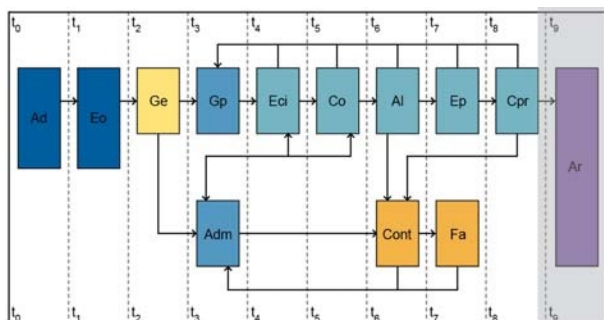 t0 t1 t2 t3 t4 t5 t6 t7 t8 t9
Ad Eo Ge Gp Eci Co Al Ep Cpr Ar
Adm Cont Fa
t0 t1 t2 t3 t4 t5 t6 t7 t8 t9